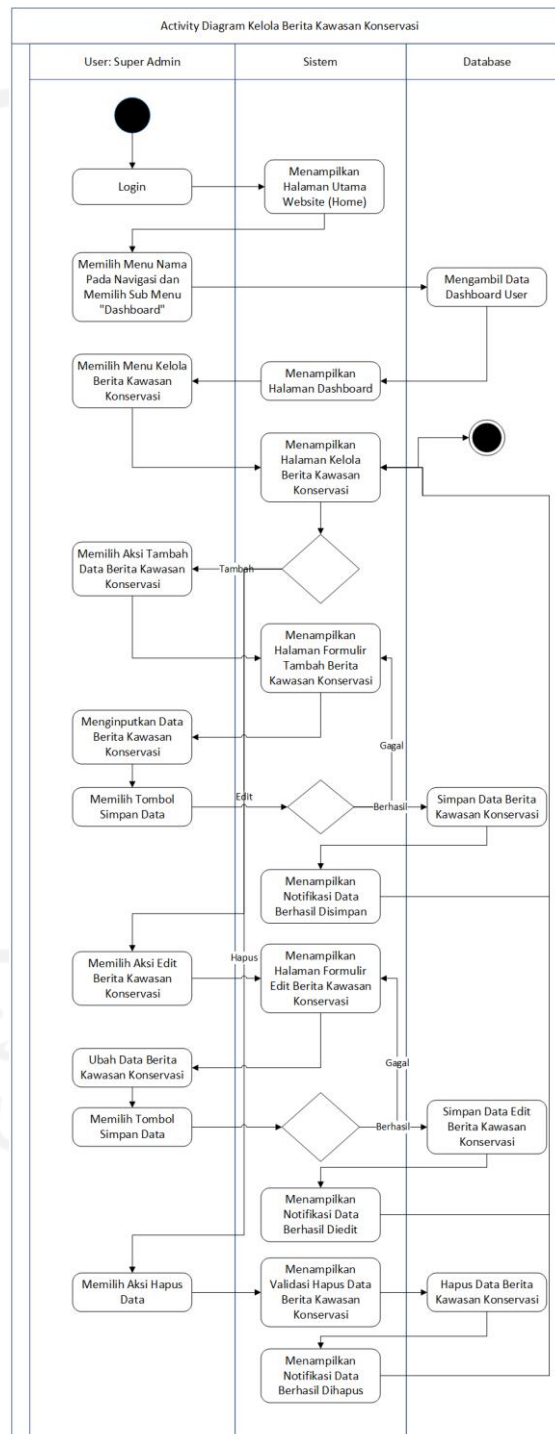 Activity Diagram Kelola Berita Kawasan Konservasi
User: Super Admin
Sistem
Database
Login
Menampilkan
Halaman Utama
Website (Home)
Memilih Menu Nama
Pada Navigasi dan
Memilih Sub Menu
"Dashboard"
Mengambil Data
Dashboard User
Memilih Menu Kelola
Berita Kawasan
Konservasi
Menampilkan
Halaman Dashboard
Menampilkan
Halaman Kelola
Berita Kawasan
Konservasi
Memilih Aksi Tambah
Data Berita Kawasan
Konservasi
Tambah
Menampilkan
Halaman Formulir
Tambah Berita
Kawasan Konservasi
Menginputkan Data
Berita Kawasan
Konservasi
Gagal
Memilih Tombol
Simpan Data
Edit
Berhasil
Simpan Data Berita
Kawasan Konservasi
Menampilkan
Notifikasi Data
Berhasil Disimpan
Memilih Aksi Edit
Berita Kawasan
Konservasi
Hapus
Menampilkan
Halaman Formulir
Edit Berita Kawasan
Konservasi
Ubah Data Berita
Kawasan Konservasi
Gagal
Memilih Tombol
Simpan Data
Berhasil
Simpan Data Edit
Berita Kawasan
Konservasi
Menampilkan
Notifikasi Data
Berhasil Diedit
Memilih Aksi Hapus
Data
Menampilkan
Validasi Hapus Data
Berita Kawasan
Konservasi
Hapus Data Berita
Kawasan Konservasi
Menampilkan
Notifikasi Data
Berhasil Dihapus